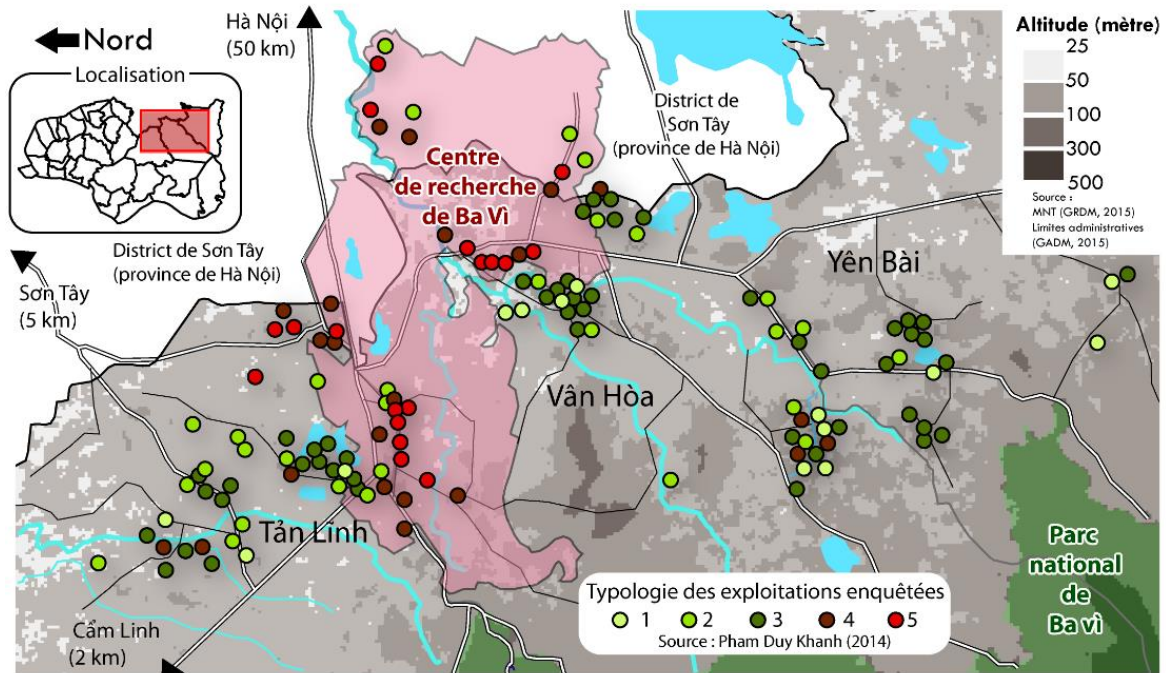 Nord
Localisation
Hà Nội
(50 km)
District de
Sơn Tây
(province de Hà Nội)
Altitude (mètre)
25
50
100
300
500
Source :
MNT (GRDM, 2015)
Limites administratives
(GADM, 2015)
Centre
de recherche
de Ba Vì
District de Sơn Tây
(province de Hà Nội)
Sơn Tây
(5 km)
Yên Bài
Vân Hòa
Tản Lĩnh
Parc
national
de
Ba vì
Cẩm Linh
(2 km)
Typologie des exploitations enquêtées
1 2 3 4 5
Source : Pham Duy Khanh (2014)